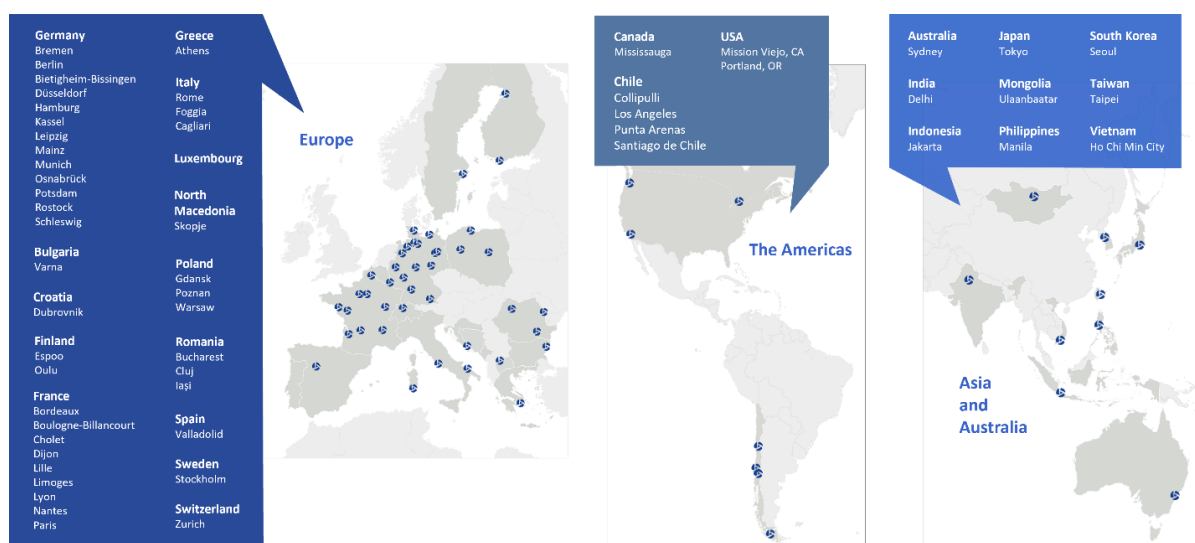 Germany
Bremen
Berlin
Bietigheim-Bissingen
Düsseldorf
Hamburg
Kassel
Leipzig
Mainz
Munich
Osnabrück
Potsdam
Rostock
Schleswig
Bulgaria
Varna
Croatia
Dubrovnik
Finland
Espoo
Oulu
France
Bordeaux
Boulogne-Billancourt
Cholet
Dijon
Lille
Limoges
Lyon
Nantes
Paris
Greece
Athens
Italy
Rome
Foggia
Cagliari
Luxembourg
North
Macedonia
Skopje
Poland
Gdansk
Poznan
Warsaw
Romania
Bucharest
Cluj
Iași
Spain
Valladolid
Sweden
Stockholm
Switzerland
Zurich
Europe
Canada
Mississauga
Chile
Collipulli
Los Angeles
Punta Arenas
Santiago de Chile
USA
Mission Viejo, CA
Portland, OR
The Americas
Australia
Sydney
Japan
Tokyo
South Korea
Seoul
India
Delhi
Mongolia
Ulaanbaatar
Taiwan
Taipei
Indonesia
Jakarta
Philippines
Manila
Vietnam
Ho Chi Min City
Asia
and
Australia